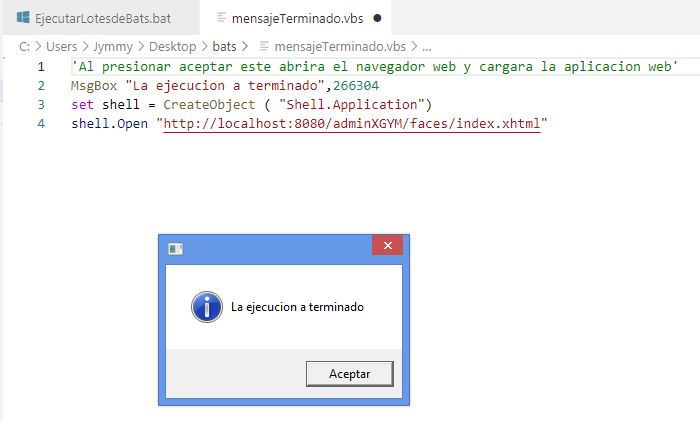 EjecutarLotesdeBats.bat mensajeTerminado.vbs
C: > Users > Jymmy > Desktop > bats > mensajeTerminado.vbs > ...
1 'Al presionar aceptar este abrira el navegador web y cargara la aplicacion web'
2 MsgBox "La ejecucion a terminado",266304
3 set shell = CreateObject ( "Shell.Application")
4 shell.Open "http://localhost:8080/adminXGYM/faces/index.xhtml"
La ejecucion a terminado
Aceptar